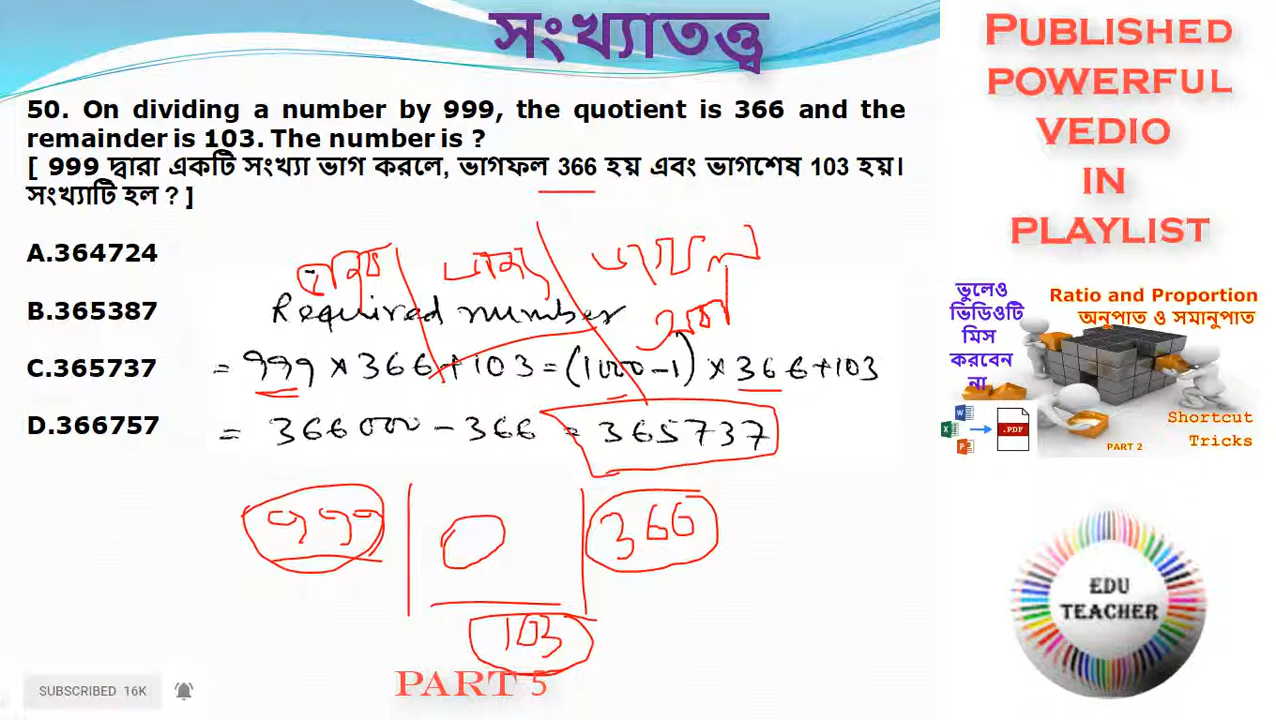 সংখ্যাতত্ত্ব
50. On dividing a number by 999, the quotient is 366 and the
remainder is 103. The number is ?
[ 999 দ্বারা একটি সংখ্যা ভাগ করলে, ভাগফল 366 হয় এবং ভাগশেষ 103 হয়।
সংখ্যাটি হল ? ]
A.364724
B.365387
C.365737
D.366757
ভাজক ভাজ্য ভাগফল
Required number
= 999 × 366 + 103 = (1000 - 1) × 366 + 103
= 366000 - 366 = 365737
999 366
103
PART 5
SUBSCRIBED 16K
PUBLISHED
POWERFUL
VEDIO
IN
PLAYLIST
ভুলেও
ভিডিওটি
মিস
করবেন
না
Ratio and Proportion
অনুপাত ও সমানুপাত
.PDF
Shortcut
Tricks
PART 2
EDU
TEACHER